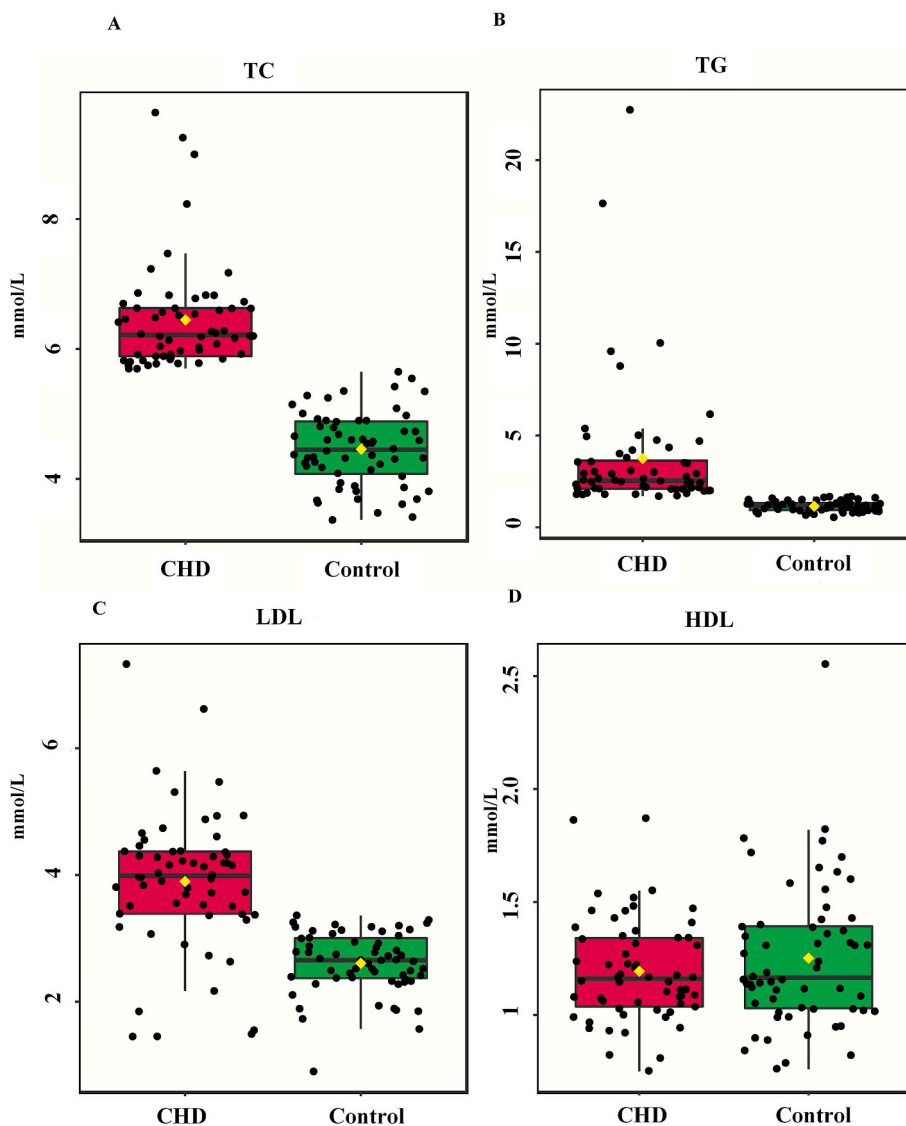 A
TC
mmol/L
8
6
4
CHD
Control
B
TG
mmol/L
20
15
10
5
0
CHD
Control
C
LDL
mmol/L
6
4
2
CHD
Control
D
HDL
mmol/L
2.5
2.0
1.5
1
CHD
Control